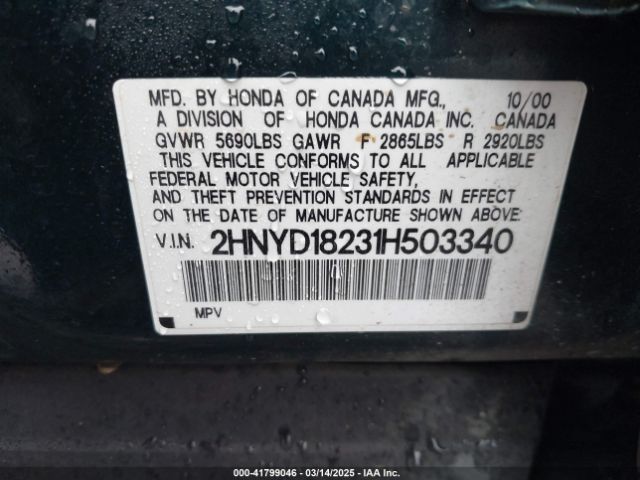 MFD. BY HONDA OF CANADA MFG., 10/00
A DIVISION OF HONDA CANADA INC. CANADA
GVWR 5690LBS GAWR F 2865LBS R 2920LBS
THIS VEHICLE CONFORMS TO ALL APPLICABLE
FEDERAL MOTOR VEHICLE SAFETY,
AND THEFT PREVENTION STANDARDS IN EFFECT
ON THE DATE OF MANUFACTURE SHOWN ABOVE:
V.I.N. 2HNYD18231H503340
MPV
000-41799046 — 03/14/2025 — IAA Inc.